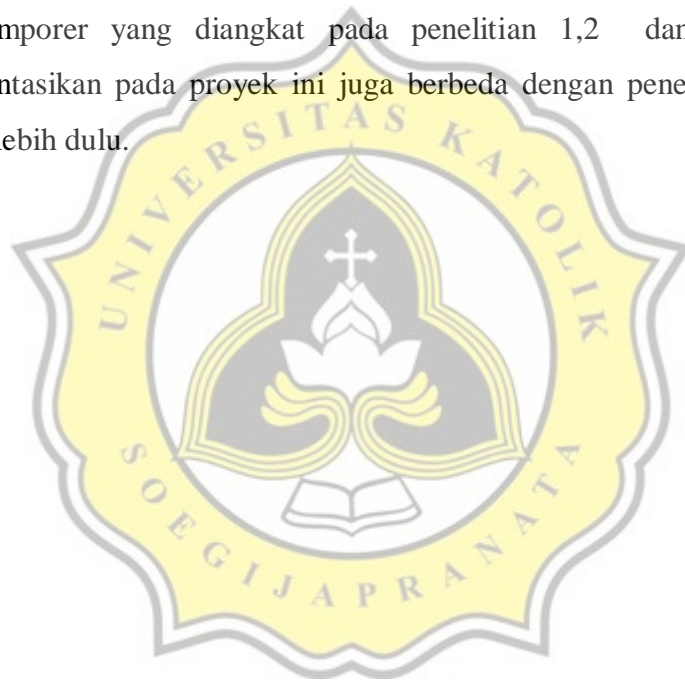 mporer yang diangkat pada penelitian 1,2 dan
ntasikan pada proyek ini juga berbeda dengan pene
lebih dulu.
UNIVERSITAS KATOLIK
SOEGIJAPRANATA